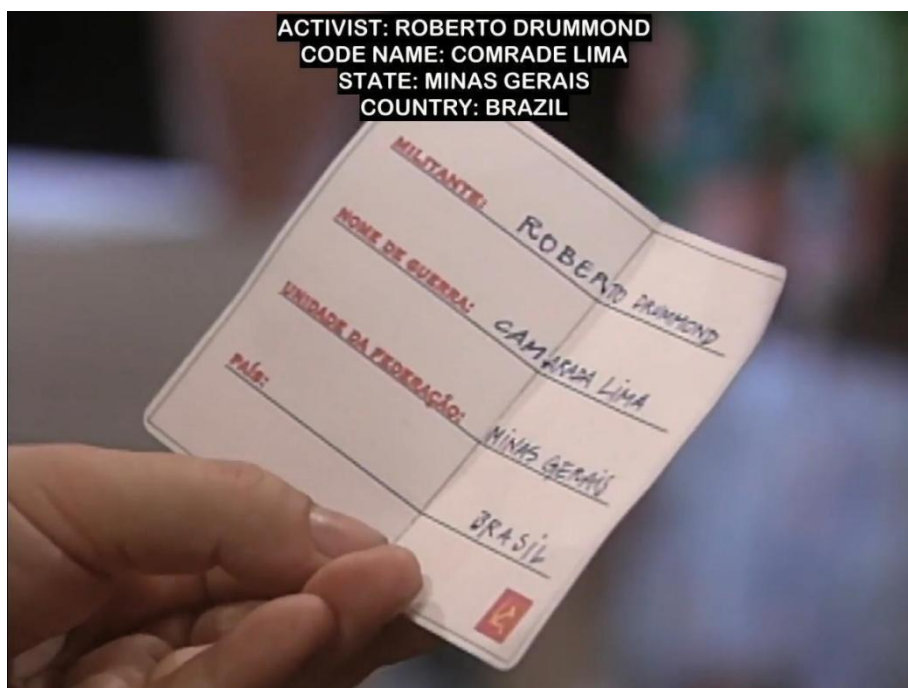 ACTIVIST: ROBERTO DRUMMOND
CODE NAME: COMRADE LIMA
STATE: MINAS GERAIS
COUNTRY: BRAZIL
MILITANTE: ROBERTO DRUMMOND
NOME DE GUERRA: CAMARADA LIMA
UNIDADE DA FEDERAÇÃO: MINAS GERAIS
PAÍS: BRASIL